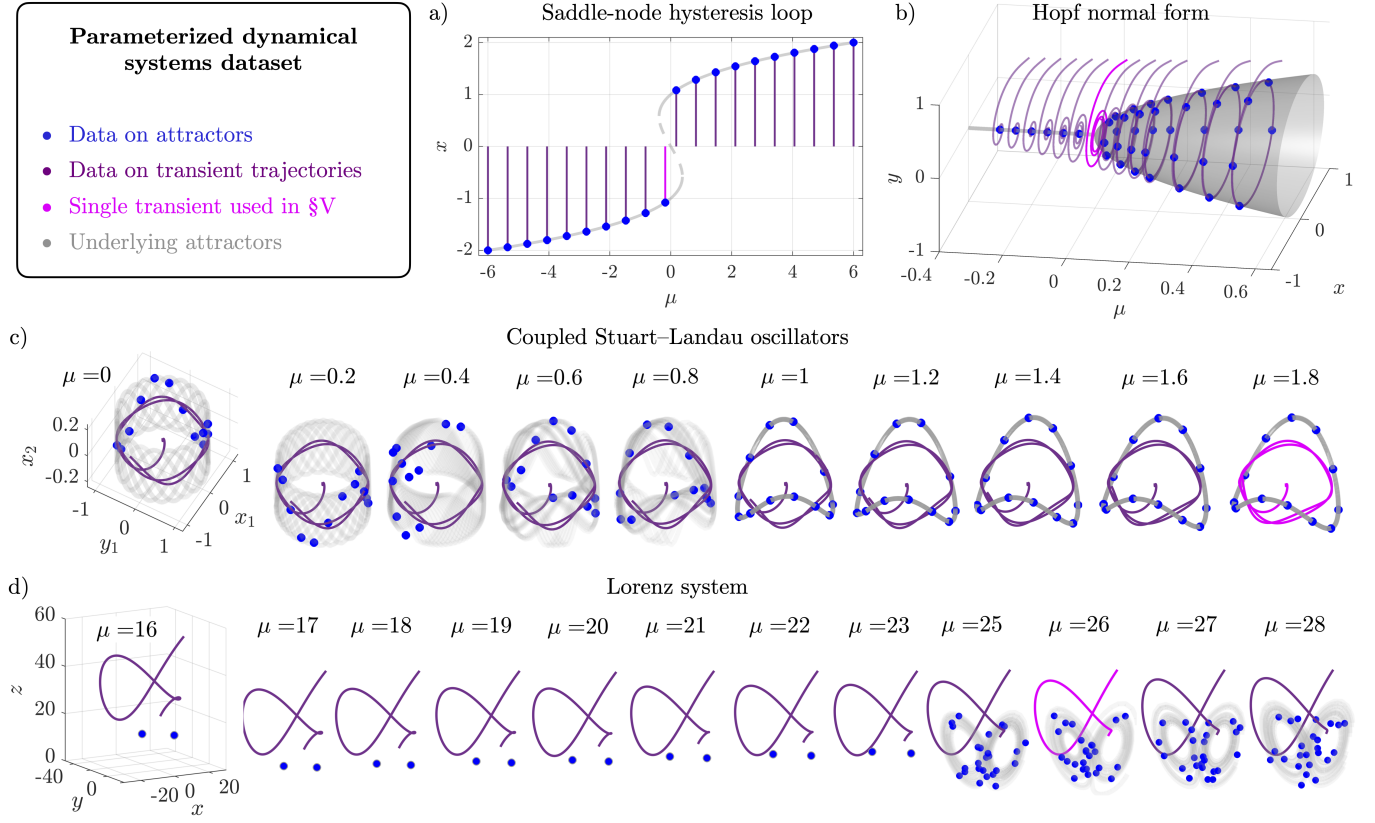 Parameterized dynamical
systems dataset
Data on attractors
Data on transient trajectories
Single transient used in §V
Underlying attractors
a)
Saddle-node hysteresis loop
2
1
0
-1
-2
x
-6 -4 -2 0 2 4 6
μ
b)
Hopf normal form
1
0
-1
y
-0.4 -0.2 0 0.2 0.4 0.6
μ
-1 0 1
x
c)
Coupled Stuart–Landau oscillators
μ =0 μ =0.2 μ =0.4 μ =0.6 μ =0.8 μ =1 μ =1.2 μ =1.4 μ =1.6 μ =1.8
0.2
0
-0.2
x₂
-1 0 1
y₁
-1 0 1
x₁
d)
Lorenz system
μ =16 μ =17 μ =18 μ =19 μ =20 μ =21 μ =22 μ =23 μ =25 μ =26 μ =27 μ =28
60
40
20
0
z
-40 0
y
-20 0 20
x